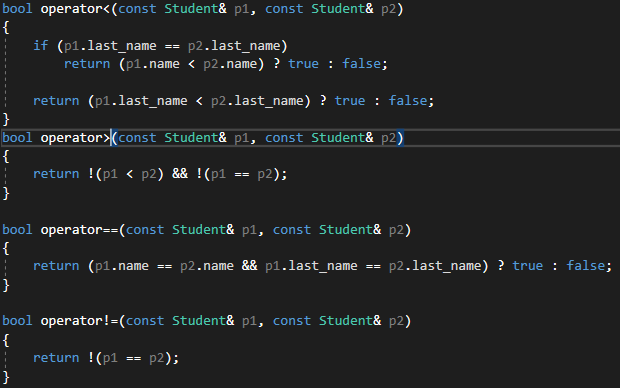 bool operator<(const Student& p1, const Student& p2)
{
    if (p1.last_name == p2.last_name)
        return (p1.name < p2.name) ? true : false;
    return (p1.last_name < p2.last_name) ? true : false;
}
bool operator>(const Student& p1, const Student& p2)
{
    return !(p1 < p2) && !(p1 == p2);
}
bool operator==(const Student& p1, const Student& p2)
{
    return (p1.name == p2.name && p1.last_name == p2.last_name) ? true : false;
}
bool operator!=(const Student& p1, const Student& p2)
{
    return !(p1 == p2);
}